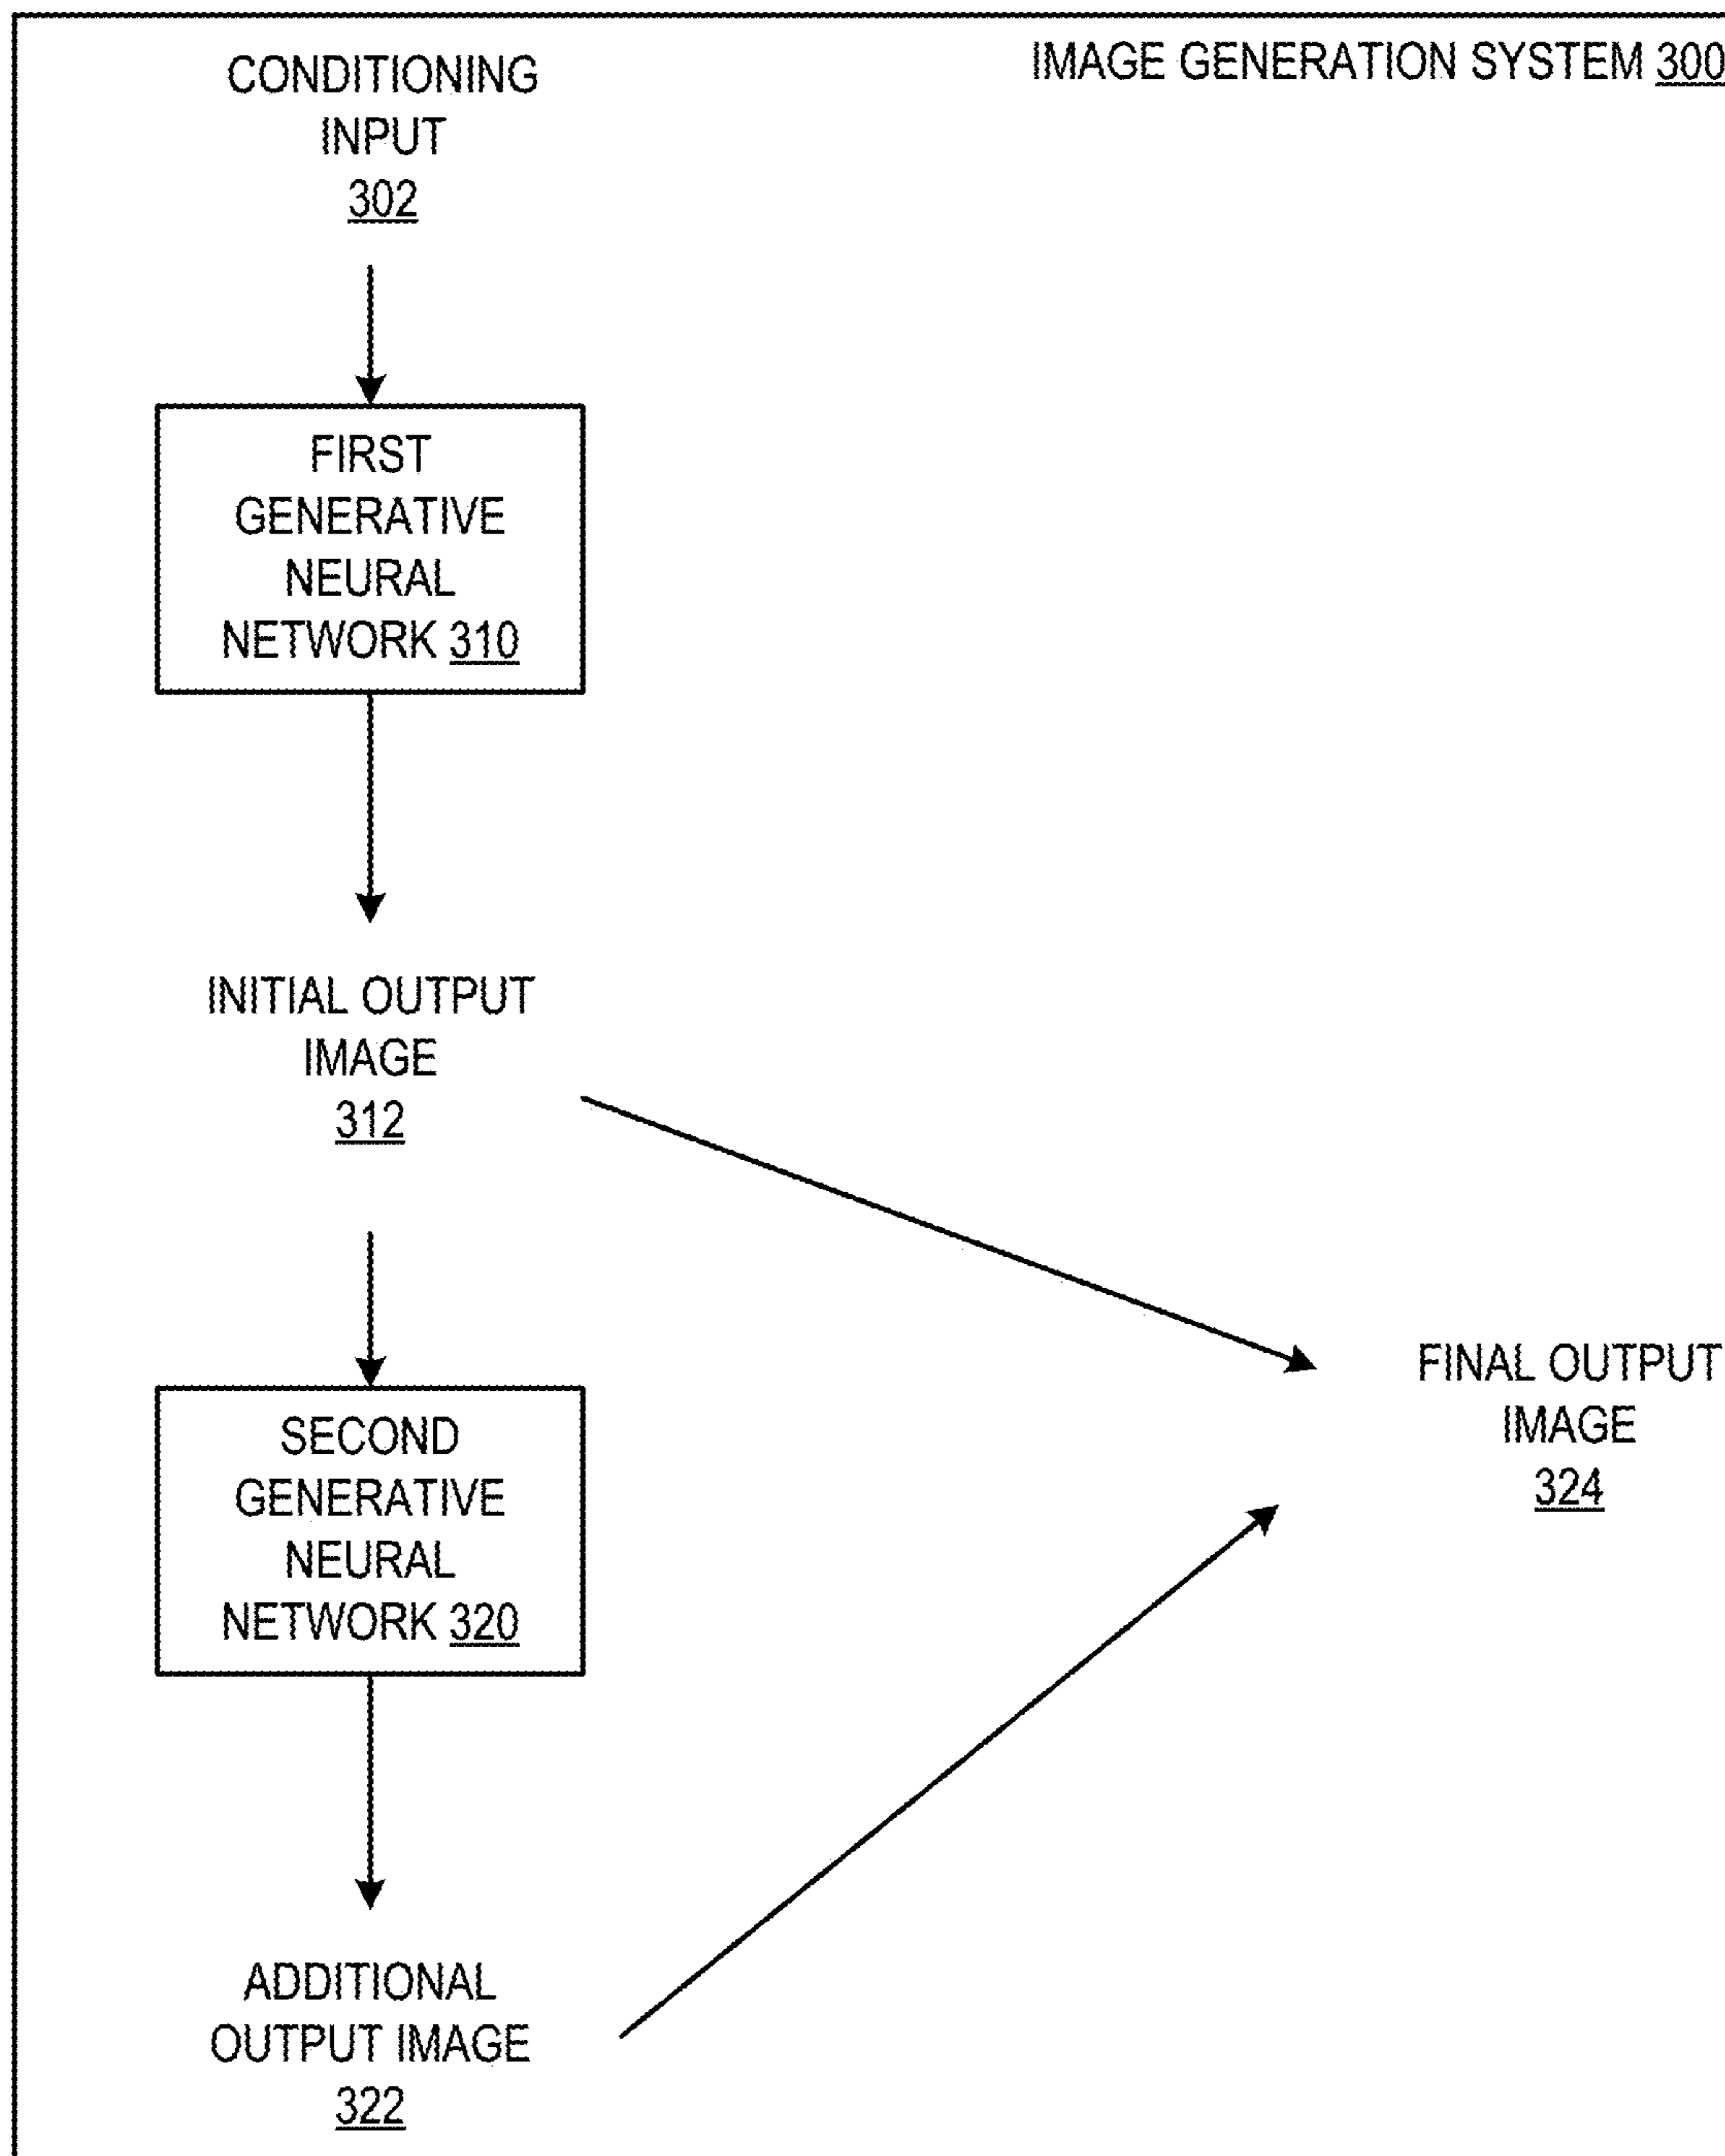 IMAGE GENERATION SYSTEM 300
CONDITIONING
INPUT
302
FIRST
GENERATIVE
NEURAL
NETWORK 310
INITIAL OUTPUT
IMAGE
312
SECOND
GENERATIVE
NEURAL
NETWORK 320
ADDITIONAL
OUTPUT IMAGE
322
FINAL OUTPUT
IMAGE
324